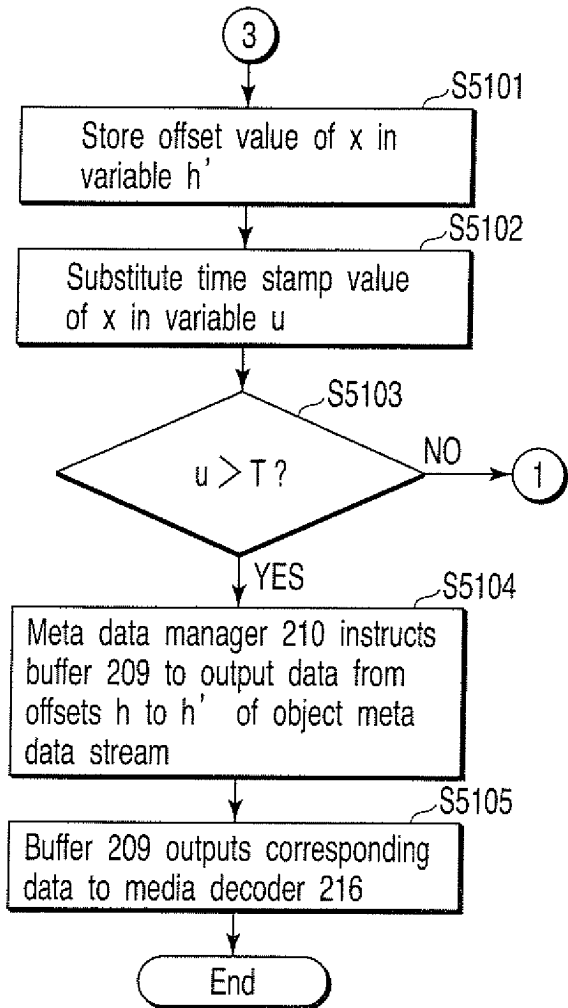 3
S5101
Store offset value of x in
variable h'
S5102
Substitute time stamp value
of x in variable u
S5103
u > T ?
NO
1
YES
S5104
Meta data manager 210 instructs
buffer 209 to output data from
offsets h to h' of object meta
data stream
S5105
Buffer 209 outputs corresponding
data to media decoder 216
End